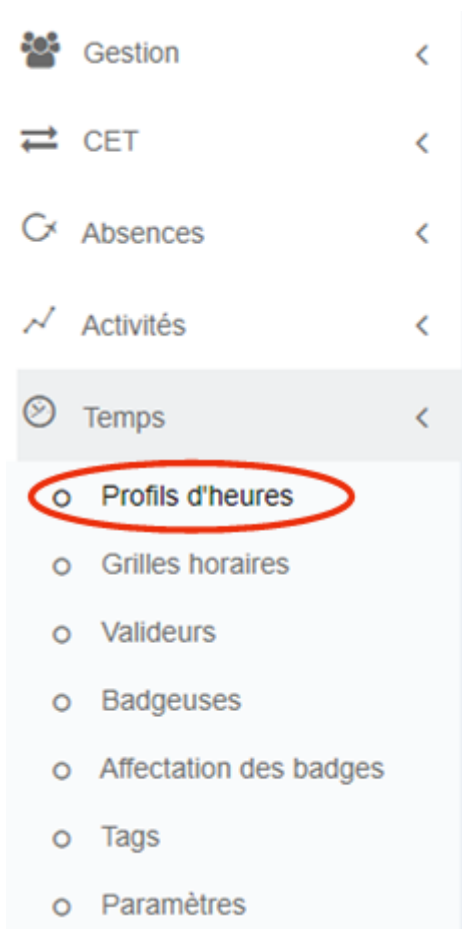 Gestion
CET
Absences
Activités
Temps
Profils d'heures
Grilles horaires
Valideurs
Badgeuses
Affectation des badges
Tags
Paramètres